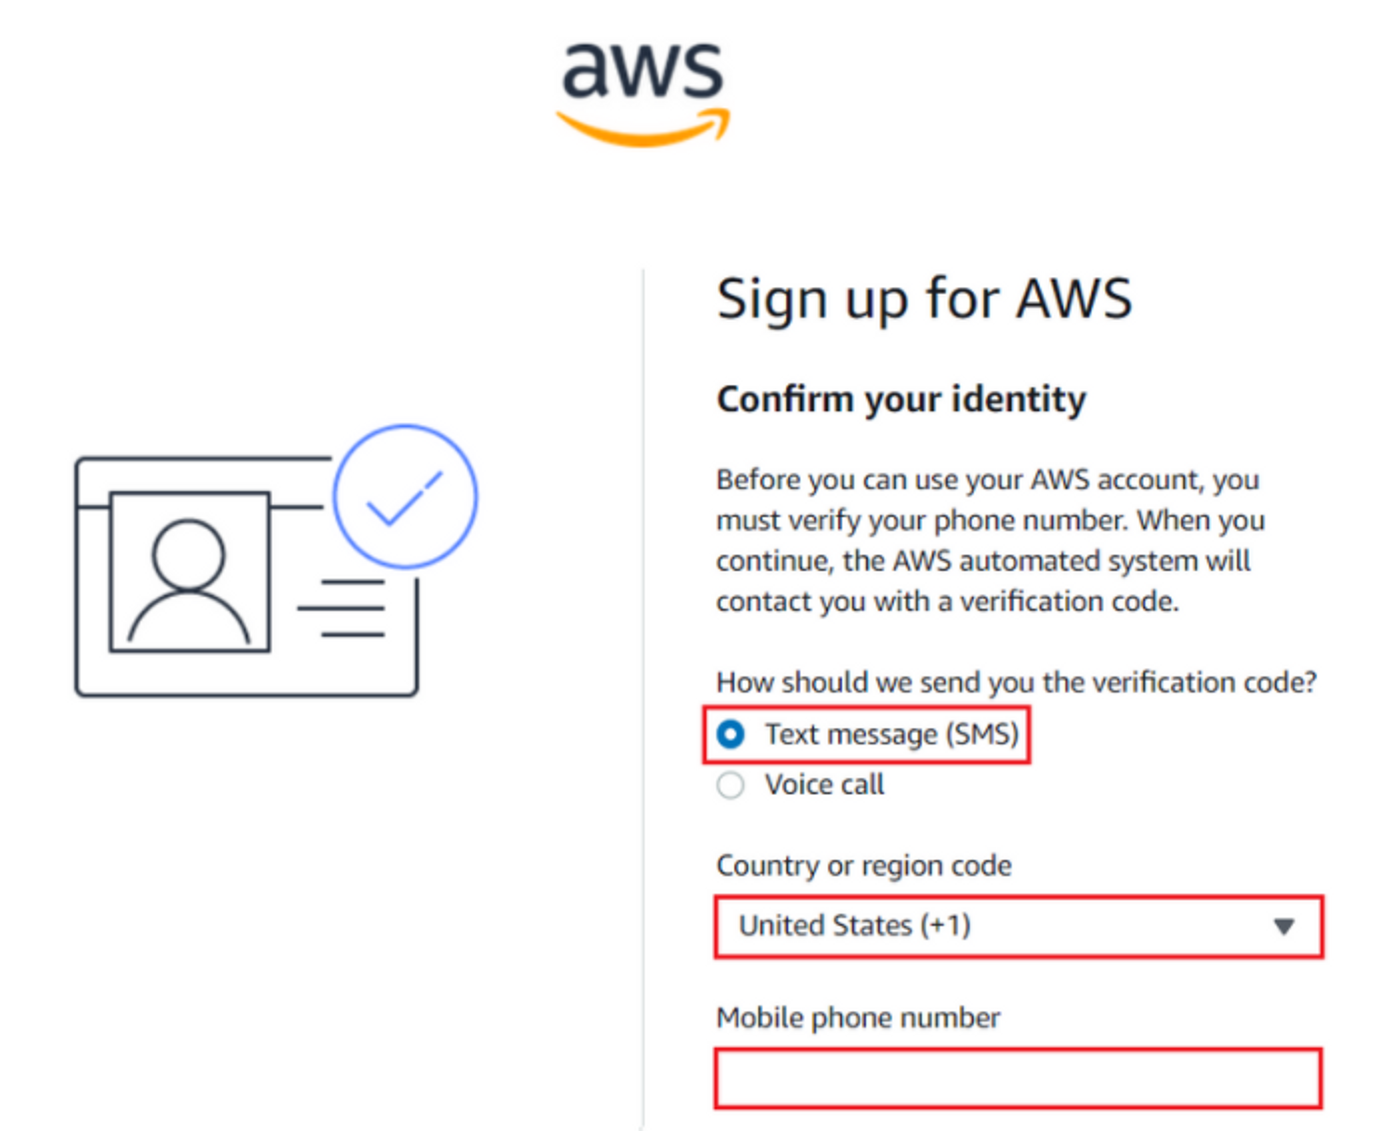 aws
Sign up for AWS
Confirm your identity
Before you can use your AWS account, you
must verify your phone number. When you
continue, the AWS automated system will
contact you with a verification code.
How should we send you the verification code?
Text message (SMS)
Voice call
Country or region code
United States (+1)
Mobile phone number